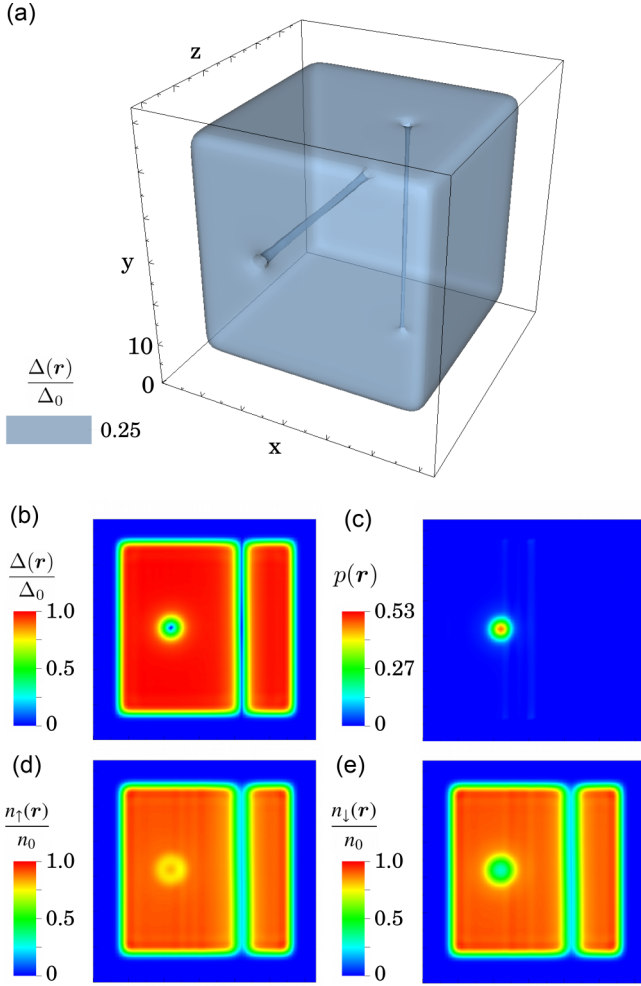 (a)
z
y
10
0
x
Δ(r)
Δ₀
0.25
(b)
(c)
Δ(r)
Δ₀
1.0
0.5
0
p(r)
0.53
0.27
0
(d)
(e)
n↑(r)
n₀
1.0
0.5
0
n↓(r)
n₀
1.0
0.5
0